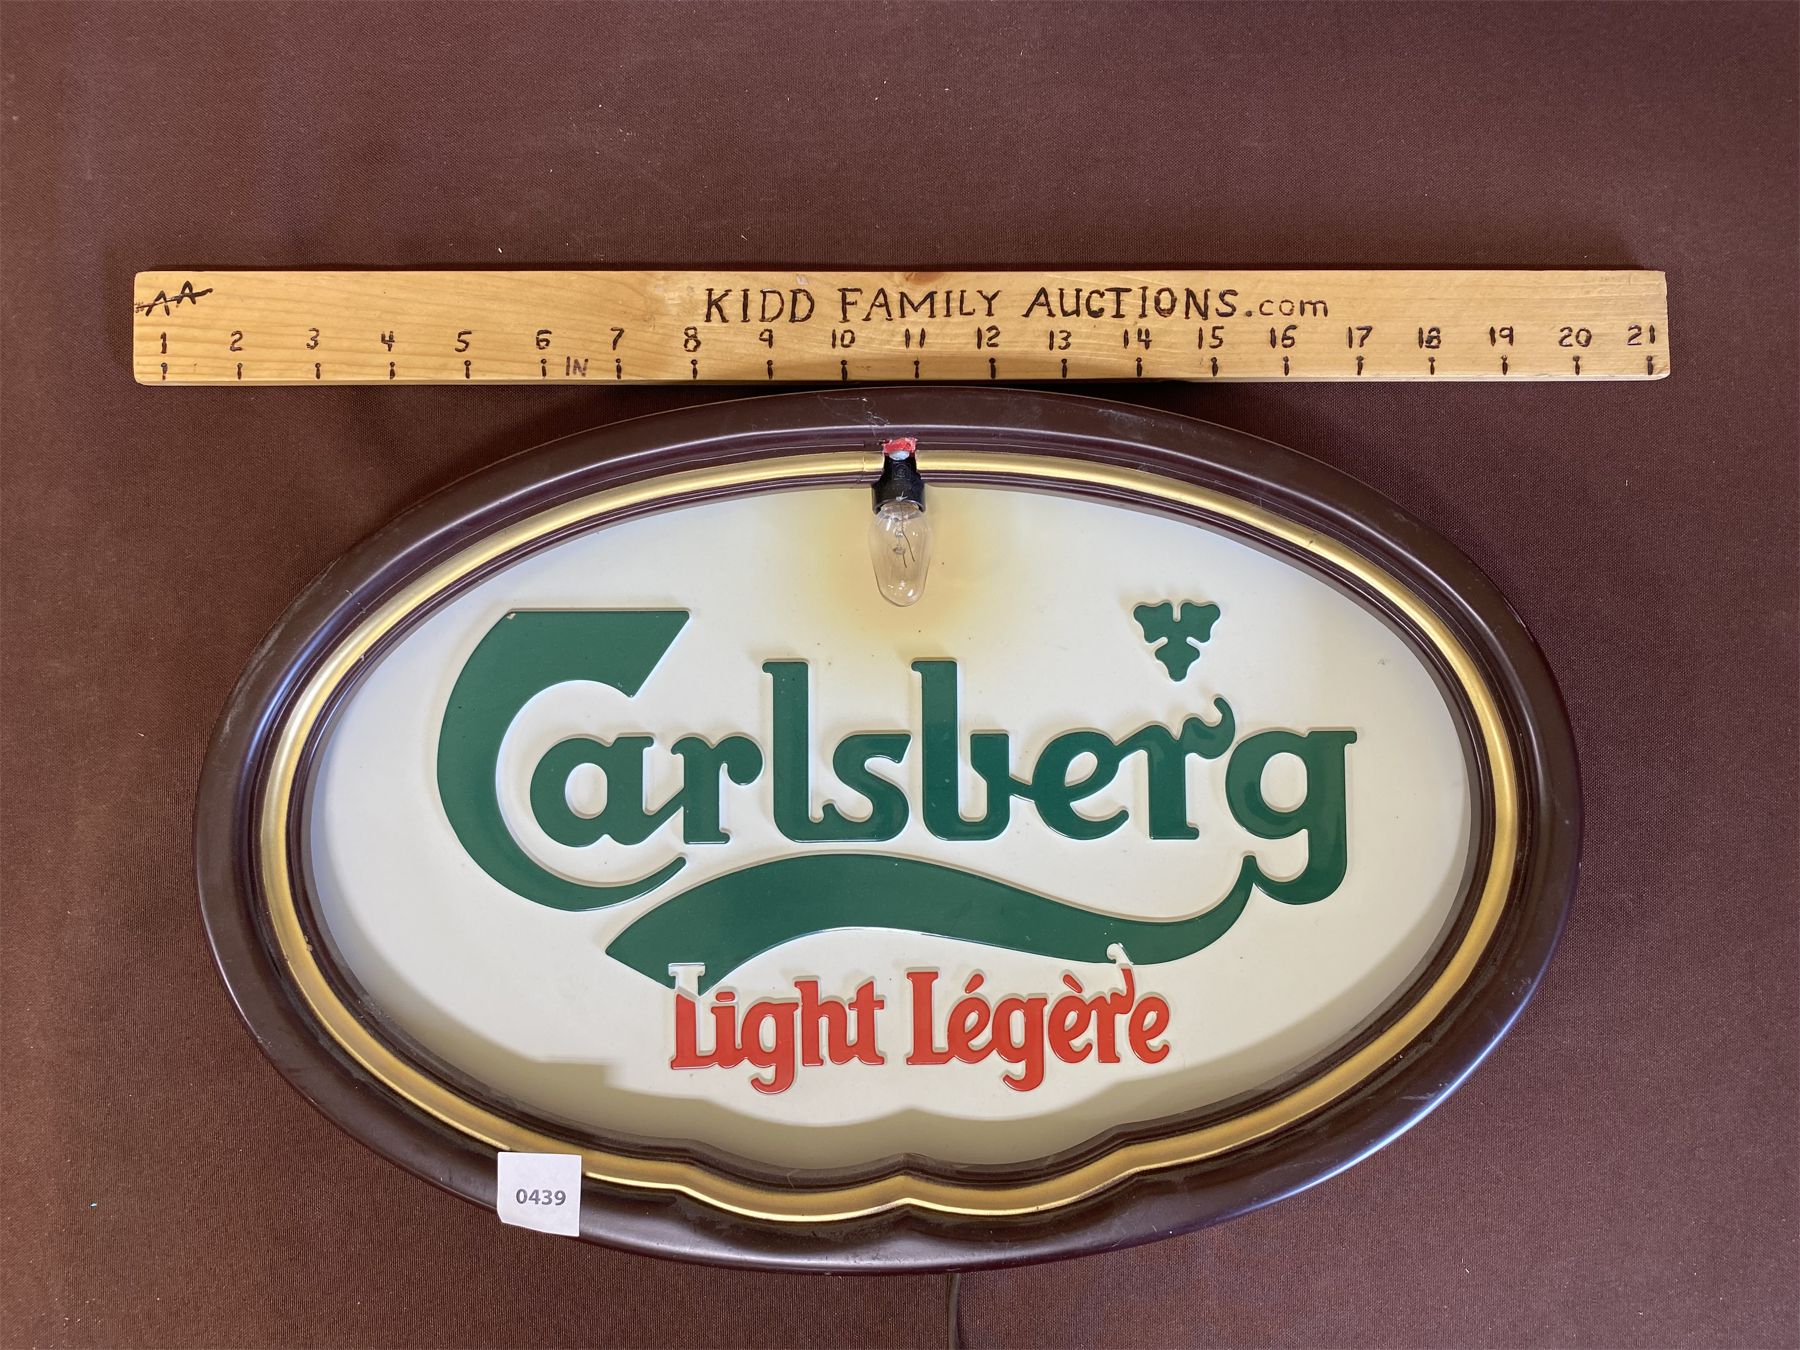 AA
KIDD FAMILY AUCTIONS.com
1 2 3 4 5 6 7 8 9 10 11 12 13 14 15 16 17 18 19 20 21
IN
Carlsberg
Light Légère
0439